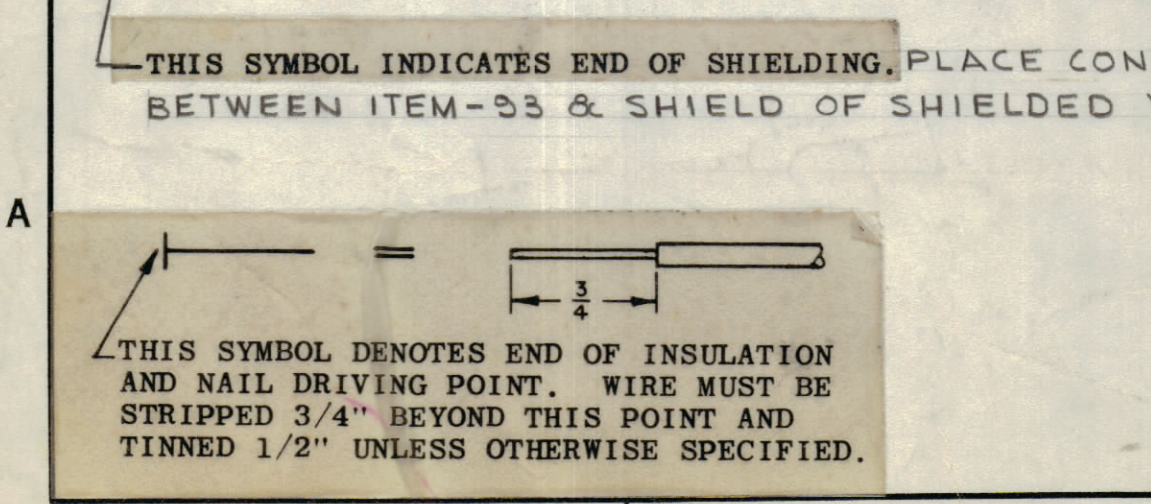 THIS SYMBOL INDICATES END OF SHIELDING. PLACE CON
BETWEEN ITEM-93 & SHIELD OF SHIELDED
A
=
3/4
THIS SYMBOL DENOTES END OF INSULATION
AND NAIL DRIVING POINT. WIRE MUST BE
STRIPPED 3/4" BEYOND THIS POINT AND
TINNED 1/2" UNLESS OTHERWISE SPECIFIED.